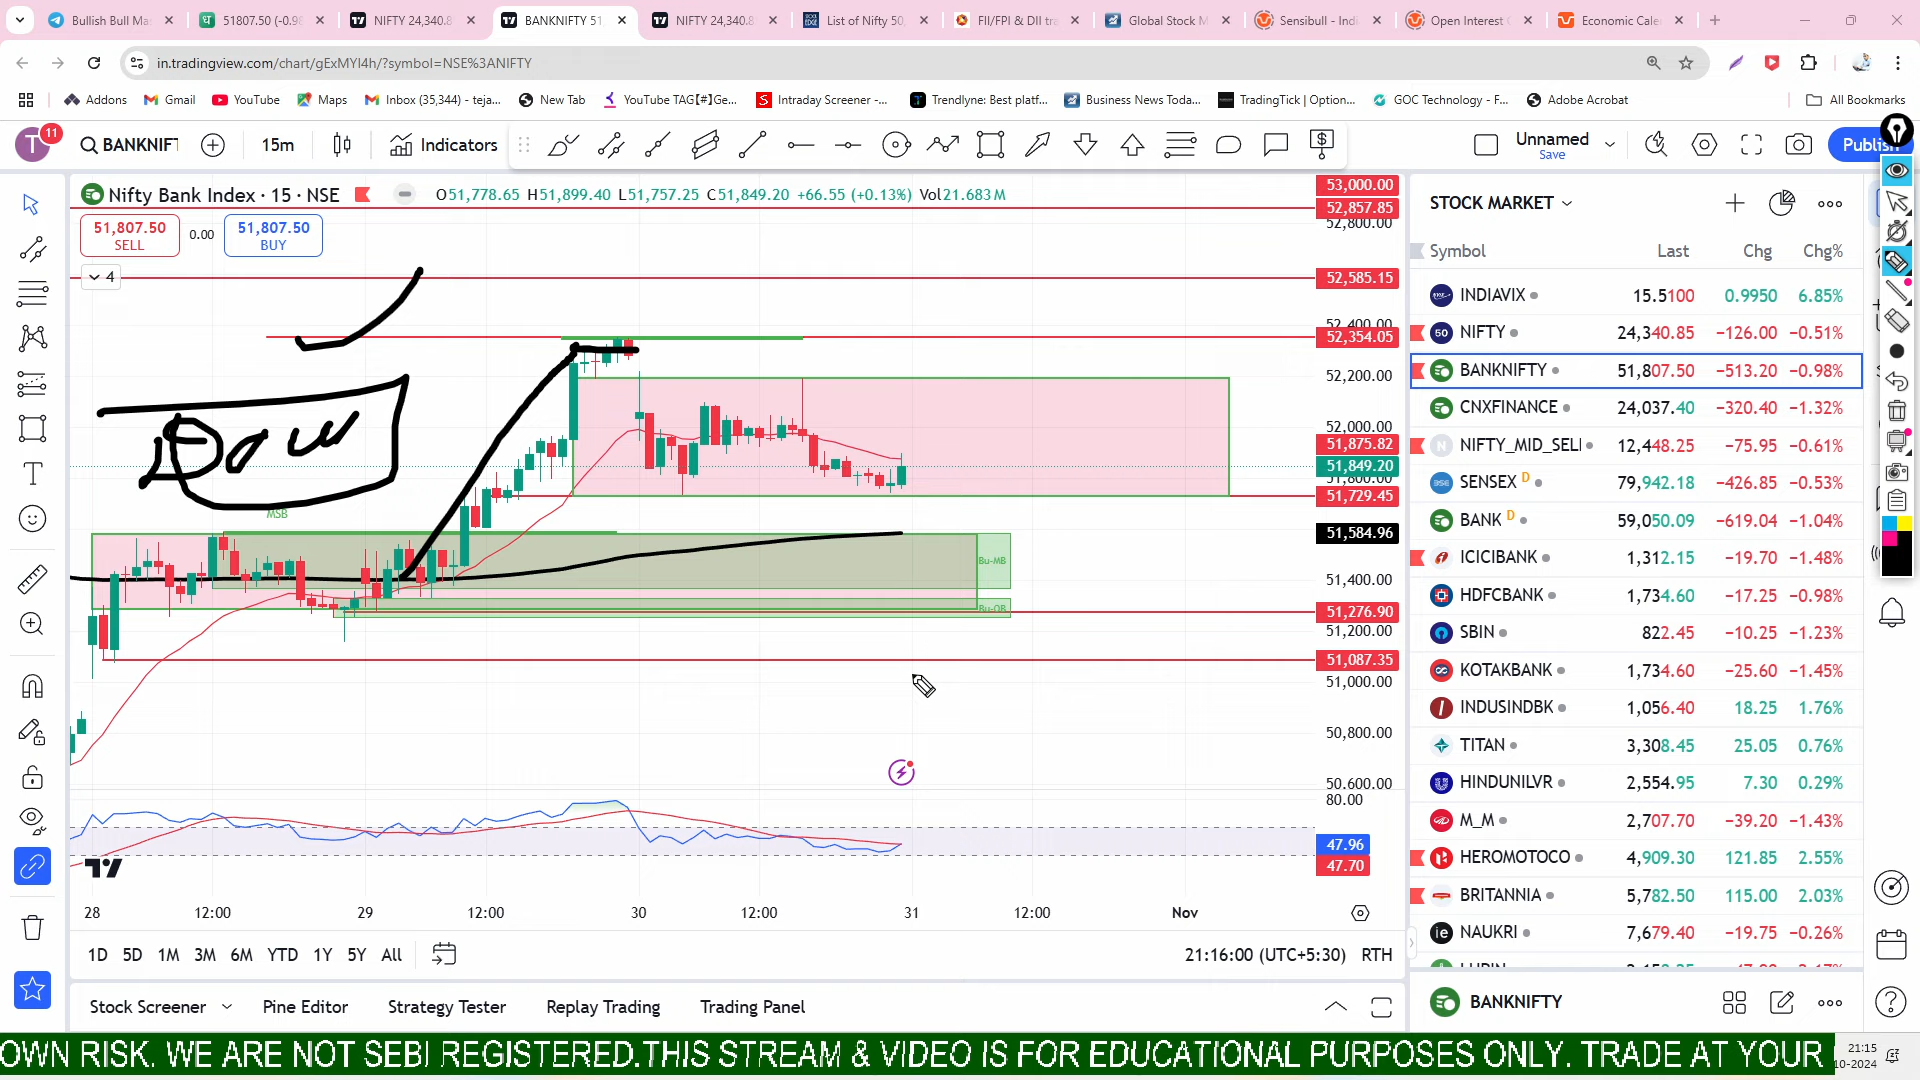 Bullish Bull Ma
51807.50 (-0.9
NIFTY 24,340.8
BANKNIFTY 51
NIFTY 24,340.8
List of Nifty 50,
FII/FPI & DII tra
Global Stock M
Sensibull - Indi
Open Interest
Economic Cale
in.tradingview.com/chart/gExMYl4h/?symbol=NSE%3ANIFTY
Addons
Gmail
YouTube
Maps
Inbox (35,344) - teja...
New Tab
YouTube TAG【#】Ge...
Intraday Screener -...
Trendlyne: Best platf...
Business News Toda...
TradingTick | Option...
GOC Technology - F...
Adobe Acrobat
All Bookmarks
T 11
BANKNIFT
15m
Indicators
Unnamed
Save
Publish
Nifty Bank Index · 15 · NSE
O51,778.65 H51,899.40 L51,757.25 C51,849.20 +66.55 (+0.13%) Vol21.683 M
51,807.50
SELL
0.00
51,807.50
BUY
4
MSB
Bu-MB
Bu-OB
53,000.00
52,857.85
52,800.00
52,585.15
52,400.00
52,354.05
52,200.00
52,000.00
51,875.82
51,849.20
51,800.00
51,729.45
51,584.96
51,400.00
51,276.90
51,200.00
51,087.35
51,000.00
50,800.00
50,600.00
80.00
47.96
47.70
28 12:00 29 12:00 30 12:00 31 12:00 Nov
1D 5D 1M 3M 6M YTD 1Y 5Y All
21:16:00 (UTC+5:30) RTH
Stock Screener
Pine Editor
Strategy Tester
Replay Trading
Trading Panel
STOCK MARKET
Symbol Last Chg Chg%
INDIAVIX 15.5100 0.9950 6.85%
NIFTY 24,340.85 −126.00 −0.51%
BANKNIFTY 51,807.50 −513.20 −0.98%
CNXFINANCE 24,037.40 −320.40 −1.32%
NIFTY_MID_SELI 12,448.25 −75.95 −0.61%
SENSEX D 79,942.18 −426.85 −0.53%
BANK D 59,050.09 −619.04 −1.04%
ICICIBANK 1,312.15 −19.70 −1.48%
HDFCBANK 1,734.60 −17.25 −0.98%
SBIN 822.45 −10.25 −1.23%
KOTAKBANK 1,734.60 −25.60 −1.45%
INDUSINDBK 1,056.40 18.25 1.76%
TITAN 3,308.45 25.05 0.76%
HINDUNILVR 2,554.95 7.30 0.29%
M_M 2,707.70 −39.20 −1.43%
HEROMOTOCO 4,909.30 121.85 2.55%
BRITANNIA 5,782.50 115.00 2.03%
NAUKRI 7,679.40 −19.75 −0.26%
BANKNIFTY
OWN RISK. WE ARE NOT SEBI REGISTERED.THIS STREAM & VIDEO IS FOR EDUCATIONAL PURPOSES ONLY. TRADE AT YOUR
21:15
10-2024